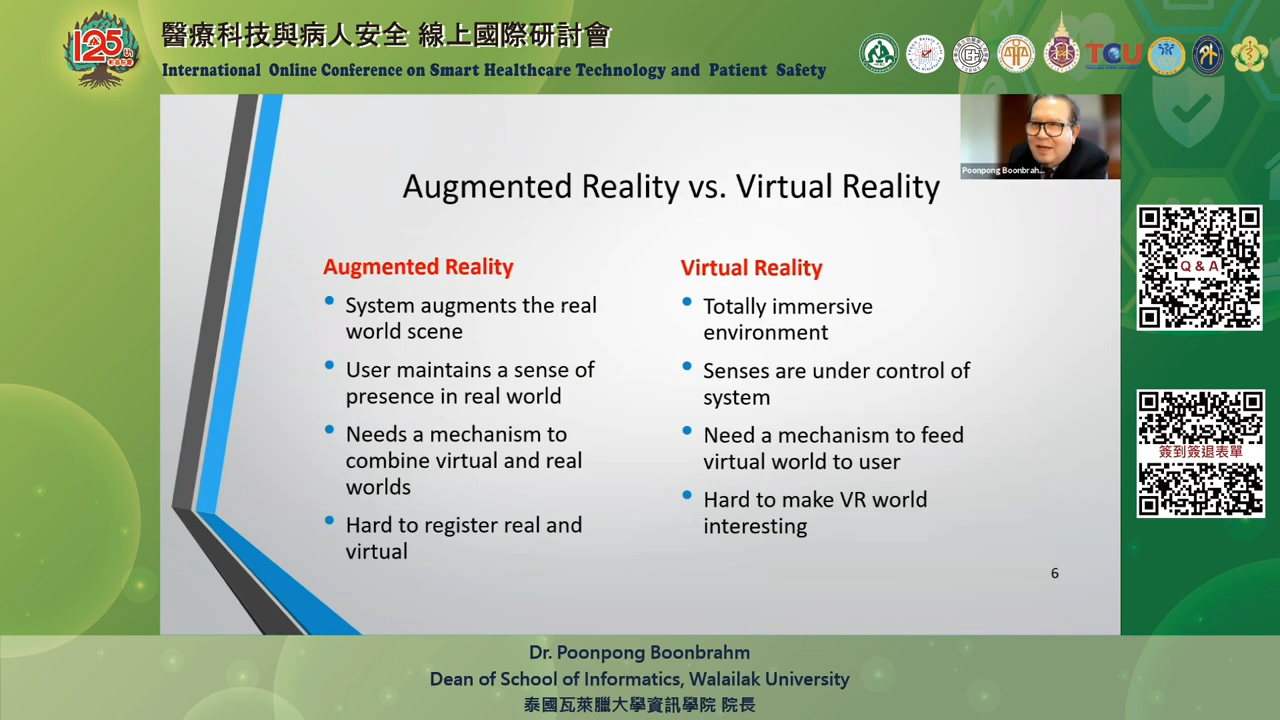 125th
醫療科技與病人安全 線上國際研討會
International Online Conference on Smart Healthcare Technology and Patient Safety
TCU
Poonpong Boonbrah...
Augmented Reality vs. Virtual Reality
Augmented Reality
• System augments the real
world scene
• User maintains a sense of
presence in real world
• Needs a mechanism to
combine virtual and real
worlds
• Hard to register real and
virtual
Virtual Reality
• Totally immersive
environment
• Senses are under control of
system
• Need a mechanism to feed
virtual world to user
• Hard to make VR world
interesting
6
Q & A
簽到簽退表單
Dr. Poonpong Boonbrahm
Dean of School of Informatics, Walailak University
泰國瓦萊臘大學資訊學院 院長